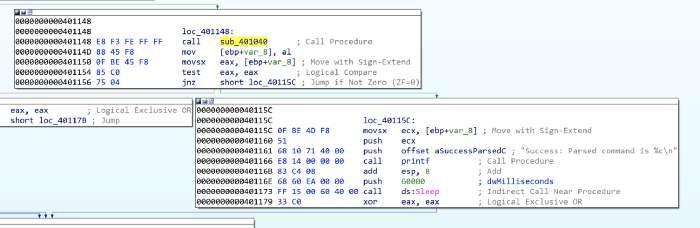 0000000000401148
0000000000401148 loc_401148:
0000000000401148 E8 F3 FE FF FF call sub_401040 ; Call Procedure
000000000040114D 88 45 F8 mov [ebp+var_8], al
0000000000401150 0F BE 45 F8 movsx eax, [ebp+var_8] ; Move with Sign-Extend
0000000000401154 85 C0 test eax, eax ; Logical Compare
0000000000401156 75 04 jnz short loc_40115C ; Jump if Not Zero (ZF=0)
eax, eax ; Logical Exclusive OR
short loc_40117B ; Jump
000000000040115C
000000000040115C loc_40115C:
000000000040115C 0F BE 4D F8 movsx ecx, [ebp+var_8] ; Move with Sign-Extend
0000000000401160 51 push ecx
0000000000401161 68 10 71 40 00 push offset aSuccessParsedC ; "Success: Parsed command is %c\n"
0000000000401166 E8 14 00 00 00 call printf ; Call Procedure
000000000040116B 83 C4 08 add esp, 8 ; Add
000000000040116E 68 60 EA 00 00 push 60000 ; dwMilliseconds
0000000000401173 FF 15 00 60 40 00 call ds:Sleep ; Indirect Call Near Procedure
0000000000401179 33 C0 xor eax, eax ; Logical Exclusive OR